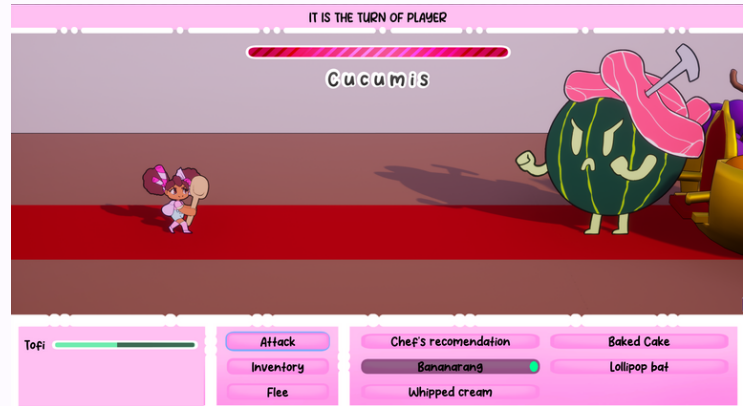 IT IS THE TURN OF PLAYER
Cucumis
Tofi
Attack
Inventory
Flee
Chef's recomendation
Baked Cake
Bananarang
Lollipop bat
Whipped cream